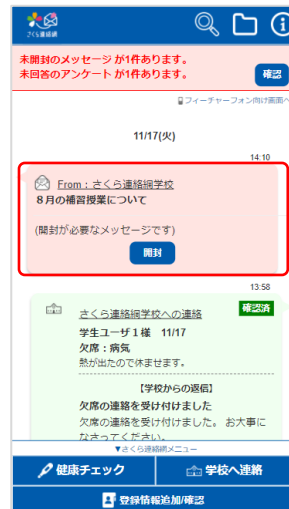 さくら連絡網
未開封のメッセージ が1件あります。
未回答のアンケート が1件あります。
確認
フィーチャーフォン向け画面へ
11/17(火)
14:10
From：さくら連絡網学校
８月の補習授業について
(開封が必要なメッセージです)
開封
13:58
さくら連絡網学校への連絡
確認済
学生ユーザ１様 11/17
欠席：病気
熱が出たので休ませます。
【学校からの返信】
欠席の連絡を受け付けました
欠席の連絡を受け付けました。 お大事に
なさってください。
▼さくら連絡網メニュー
健康チェック
学校へ連絡
登録情報追加/確認